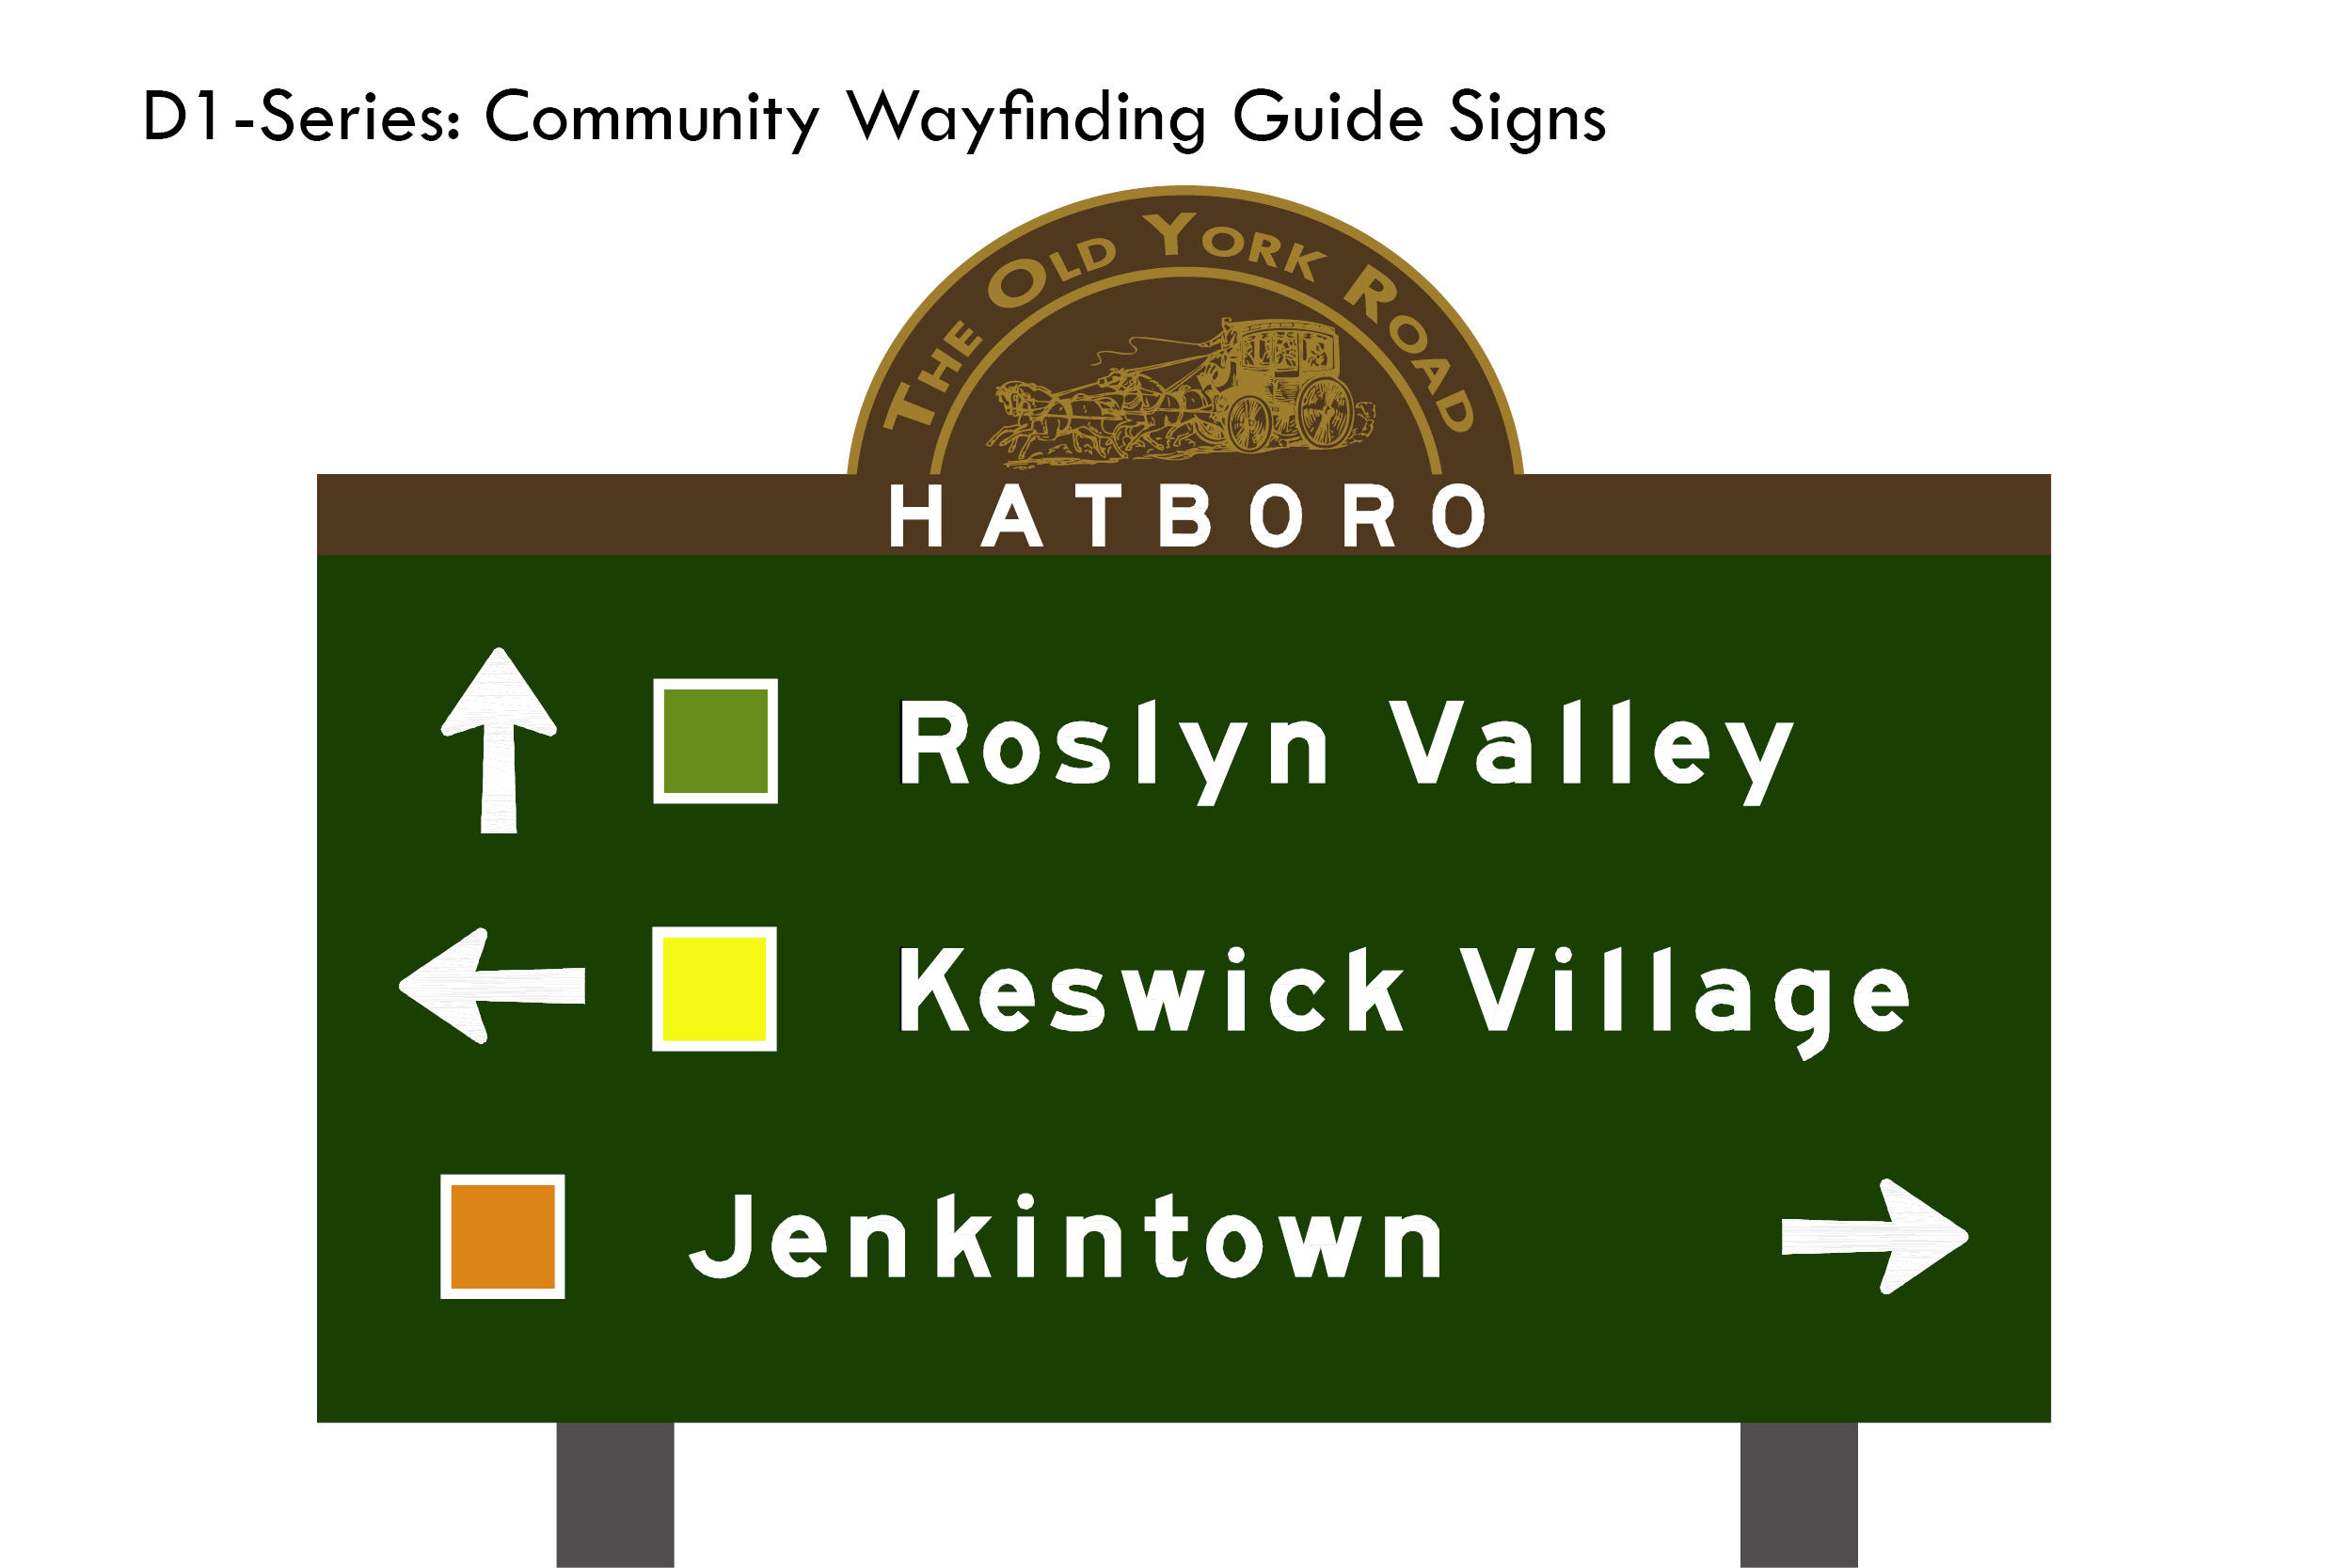 D1-Series: Community Wayfinding Guide Signs
THE OLD YORK ROAD
HATBORO
Roslyn Valley
Keswick Village
Jenkintown